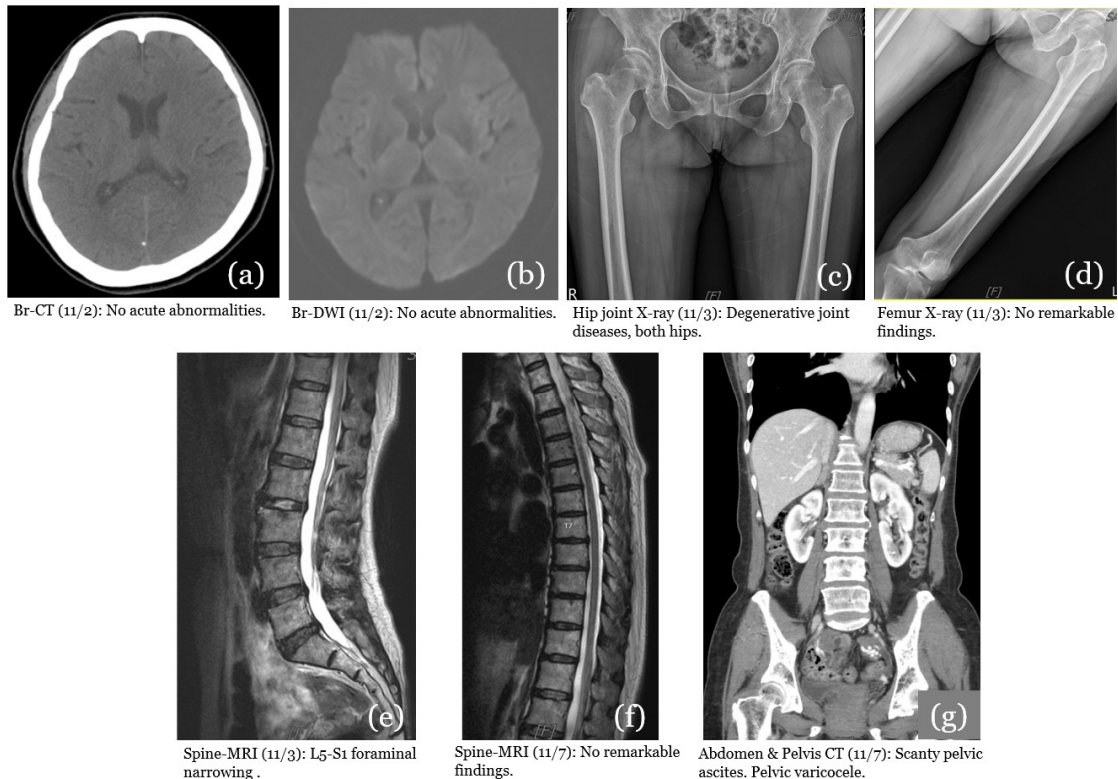 (a)
(b)
(c)
(d)
R
[F]
[F]
L
Br-CT (11/2): No acute abnormalities.
Br-DWI (11/2): No acute abnormalities.
Hip joint X-ray (11/3): Degenerative joint
diseases, both hips.
Femur X-ray (11/3): No remarkable
findings.
17
(e)
(f)
(g)
[F]
Spine-MRI (11/3): L5-S1 foraminal
narrowing .
Spine-MRI (11/7): No remarkable
findings.
Abdomen & Pelvis CT (11/7): Scanty pelvic
ascites. Pelvic varicocele.